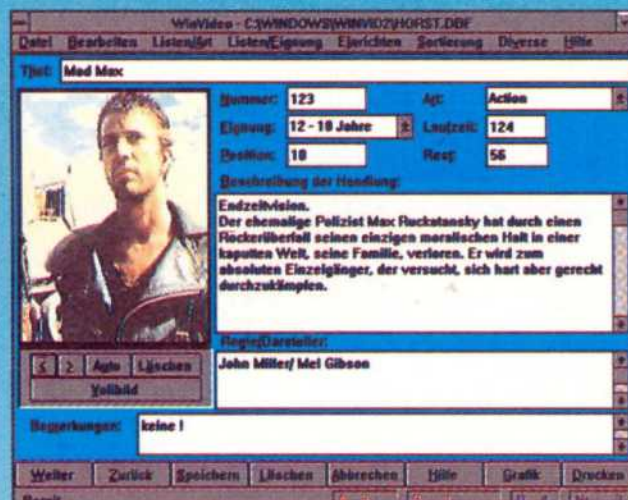 WinVideo - C:\WINDOWS\WINVID2\HORST.DBF
Datei Bearbeiten Listen/Art Listen/Eignung Einrichten Sortierung Diverse Hilfe
Titel: Mad Max
Nummer: 123 Art: Action
Eignung: 12 - 18 Jahre Laufzeit: 124
Position: 10 Rest: 56
Beschreibung der Handlung:
Endzeitvision.
Der ehemalige Polizist Max Rockatansky hat durch einen
Rockerüberfall seinen einzigen moralischen Halt in einer
kaputten Welt, seine Familie, verloren. Er wird zum
absoluten Einzelgänger, der versucht, sich hart aber gerecht
durchzukämpfen.
Regie/Darsteller:
John Miller/ Mel Gibson
< > Auto Löschen
Vollbild
Bemerkungen: keine !
Weiter Zurück Speichern Löschen Abbrechen Hilfe Grafik Drucken
Bereit